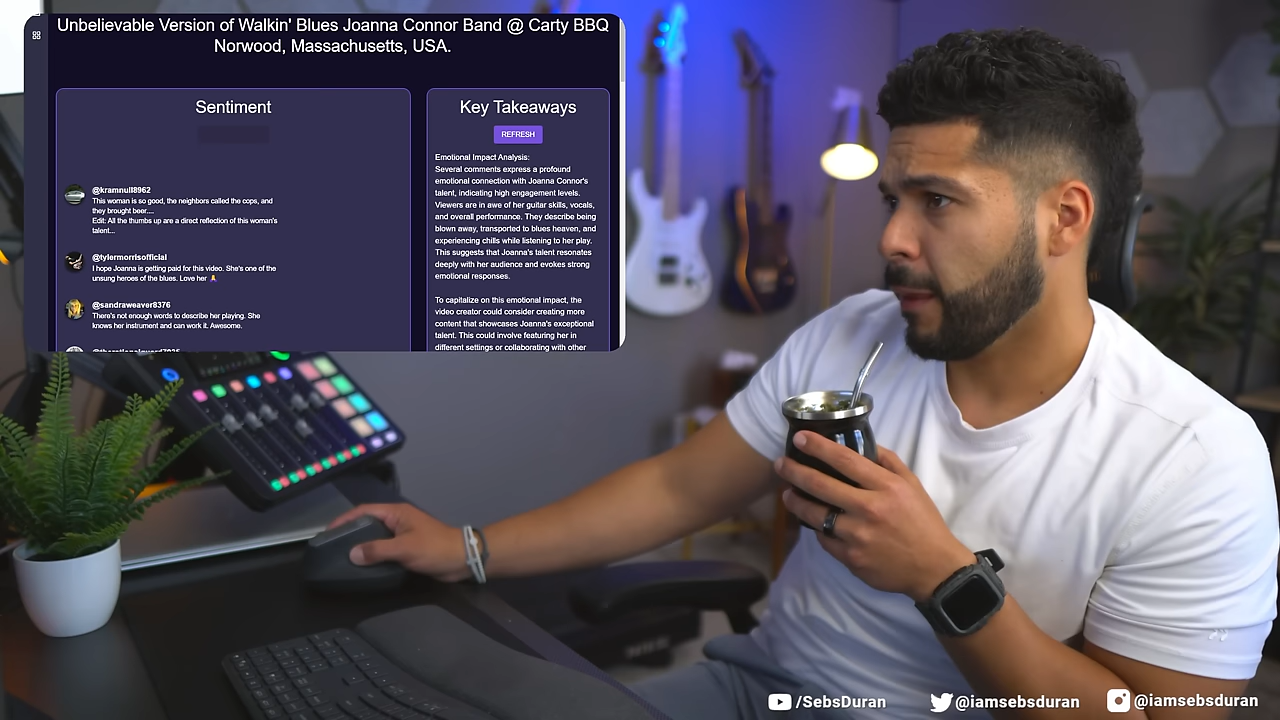 Unbelievable Version of Walkin' Blues Joanna Connor Band @ Carty BBQ
Norwood, Massachusetts, USA.
Sentiment
@kramnull8962
This woman is so good, the neighbors called the cops, and
they brought beer....
Edit: All the thumbs up are a direct reflection of this woman's
talent...
@tylermorrisofficial
I hope Joanna is getting paid for this video. She's one of the
unsung heroes of the blues. Love her
@sandraweaver8376
There's not enough words to describe her playing. She
knows her instrument and can work it. Awesome.
Key Takeaways
REFRESH
Emotional Impact Analysis:
Several comments express a profound
emotional connection with Joanna Connor's
talent, indicating high engagement levels.
Viewers are in awe of her guitar skills, vocals,
and overall performance. They describe being
blown away, transported to blues heaven, and
experiencing chills while listening to her play.
This suggests that Joanna's talent resonates
deeply with her audience and evokes strong
emotional responses.
To capitalize on this emotional impact, the
video creator could consider creating more
content that showcases Joanna's exceptional
talent. This could involve featuring her in
different settings or collaborating with other
/SebsDuran
@iamsebsduran
@iamsebsduran